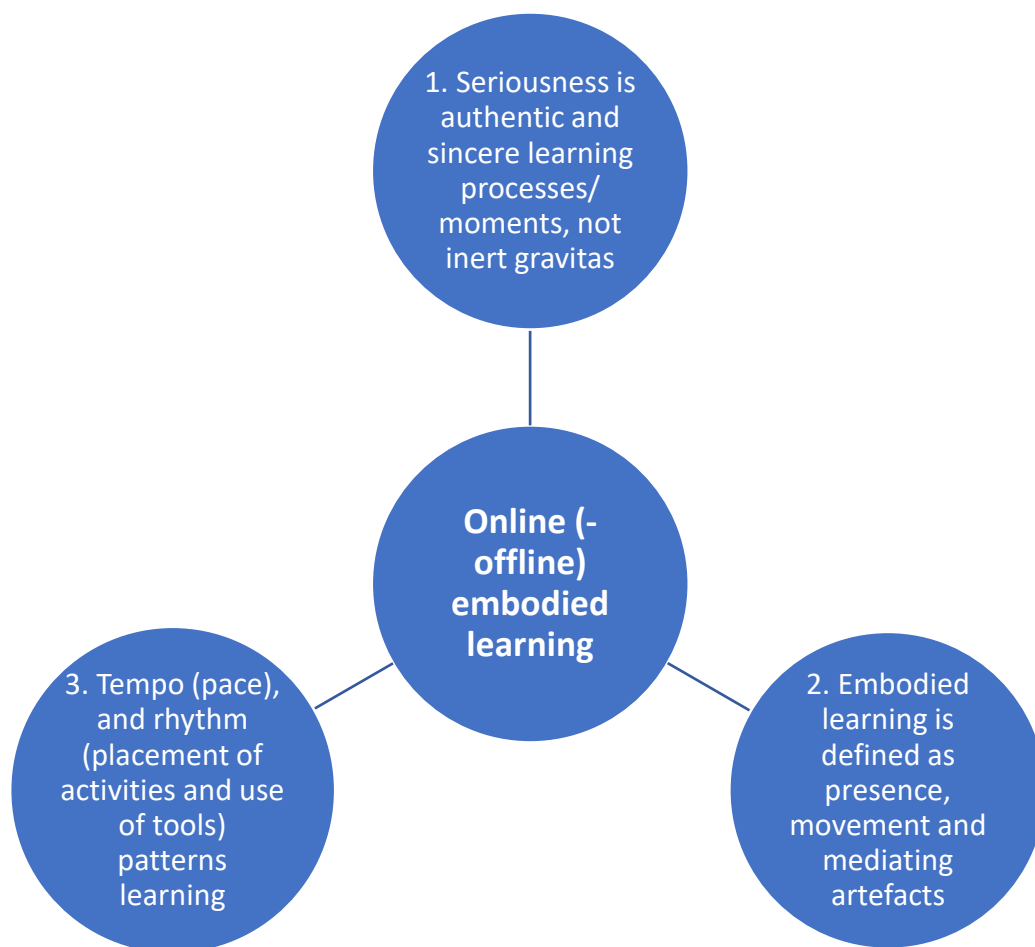 1. Seriousness is
authentic and
sincere learning
processes/
moments, not
inert gravitas
Online (-
offline)
embodied
learning
3. Tempo (pace),
and rhythm
(placement of
activities and use
of tools)
patterns
learning
2. Embodied
learning is
defined as
presence,
movement and
mediating
artefacts